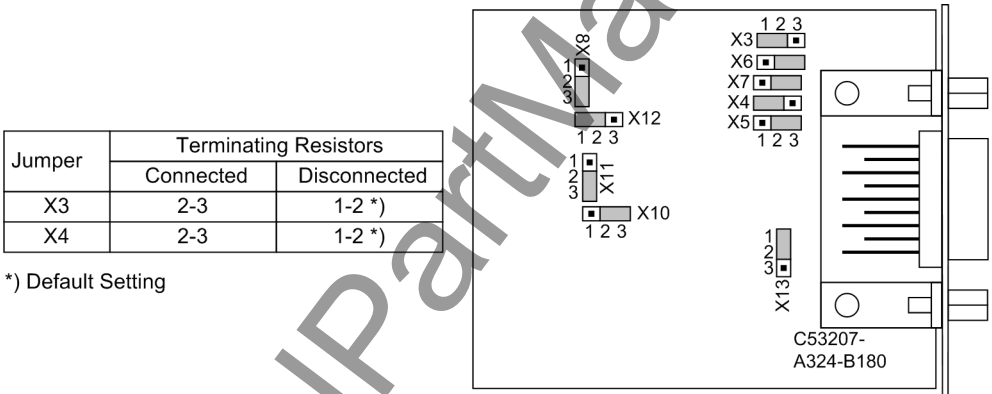 Jumper
Terminating Resistors
Connected
Disconnected
X3
2-3
1-2 *)
X4
2-3
1-2 *)
*) Default Setting
X8
1
2
3
X12
1 2 3
1
2
3
X11
X10
1 2 3
1 2 3
X3
X6
X7
X4
X5
1 2 3
1
2
3
X13
C53207-
A324-B180